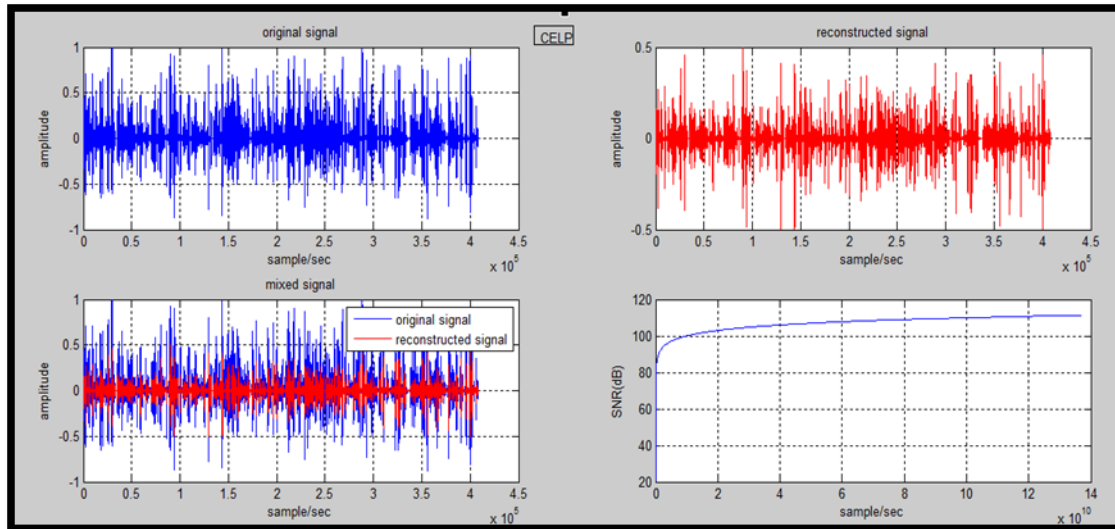 original signal
CELP
reconstructed signal
1
0.5
0
-0.5
-1
amplitude
0 0.5 1 1.5 2 2.5 3 3.5 4 4.5
sample/sec
x 10^5
0.5
0
-0.5
amplitude
0 0.5 1 1.5 2 2.5 3 3.5 4 4.5
sample/sec
x 10^5
mixed signal
original signal
reconstructed signal
1
0.5
0
-0.5
-1
amplitude
0 0.5 1 1.5 2 2.5 3 3.5 4 4.5
sample/sec
x 10^5
120
100
80
60
40
20
SNR(dB)
0 2 4 6 8 10 12 14
sample/sec
x 10^10